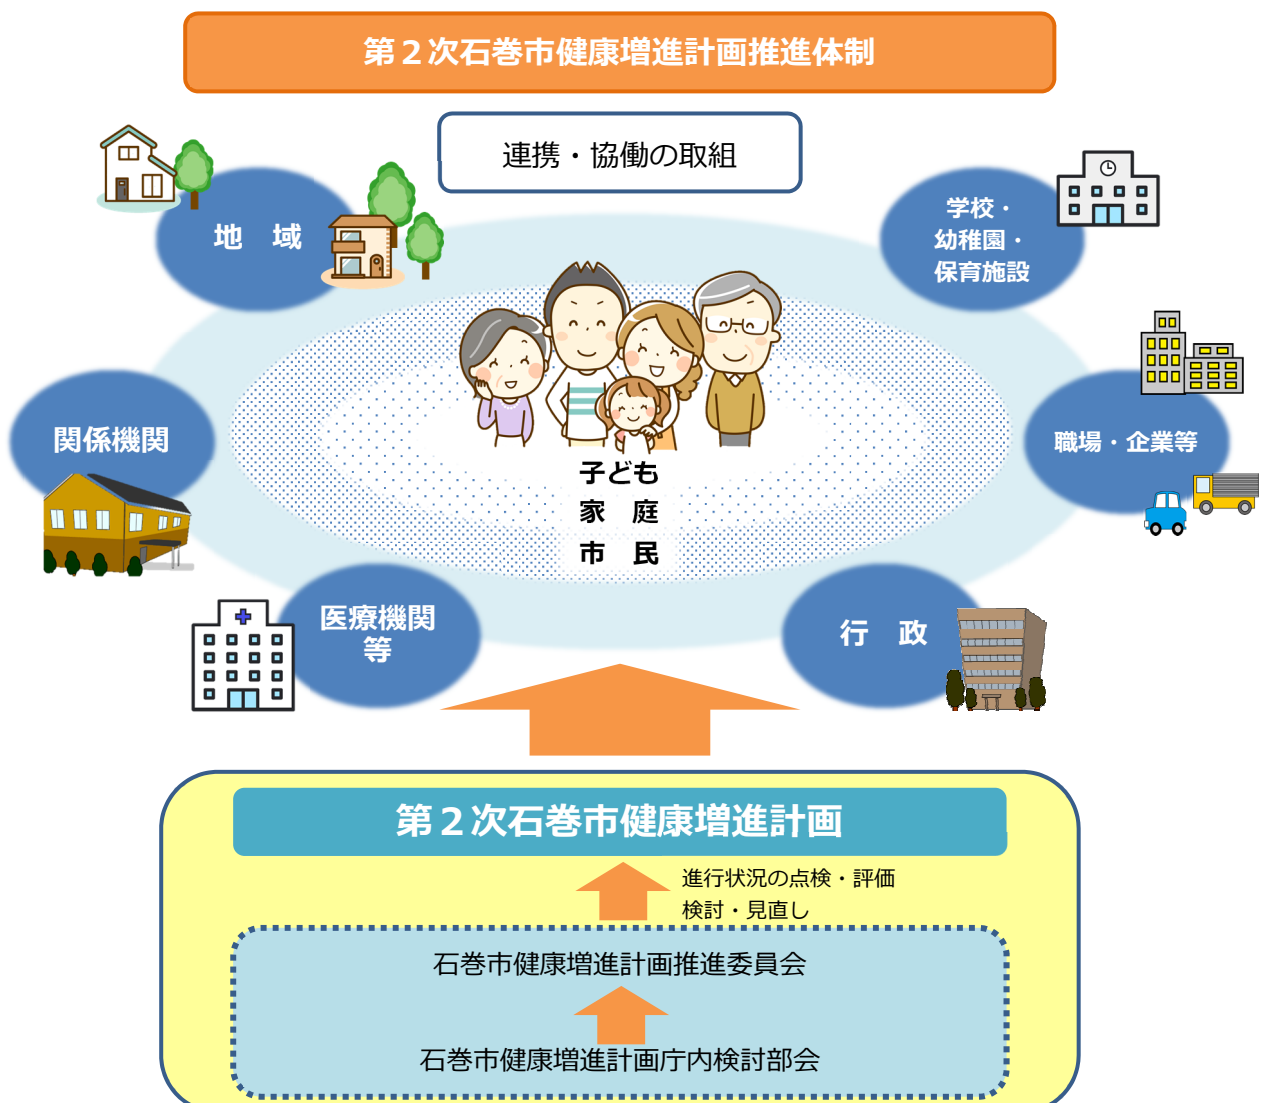 第２次石巻市健康増進計画推進体制
連携・協働の取組
地　域
学校・
幼稚園・
保育施設
関係機関
職場・企業等
子ども
家　庭
市　民
医療機関
等
行　政
第２次石巻市健康増進計画
進行状況の点検・評価
検討・見直し
石巻市健康増進計画推進委員会
石巻市健康増進計画庁内検討部会